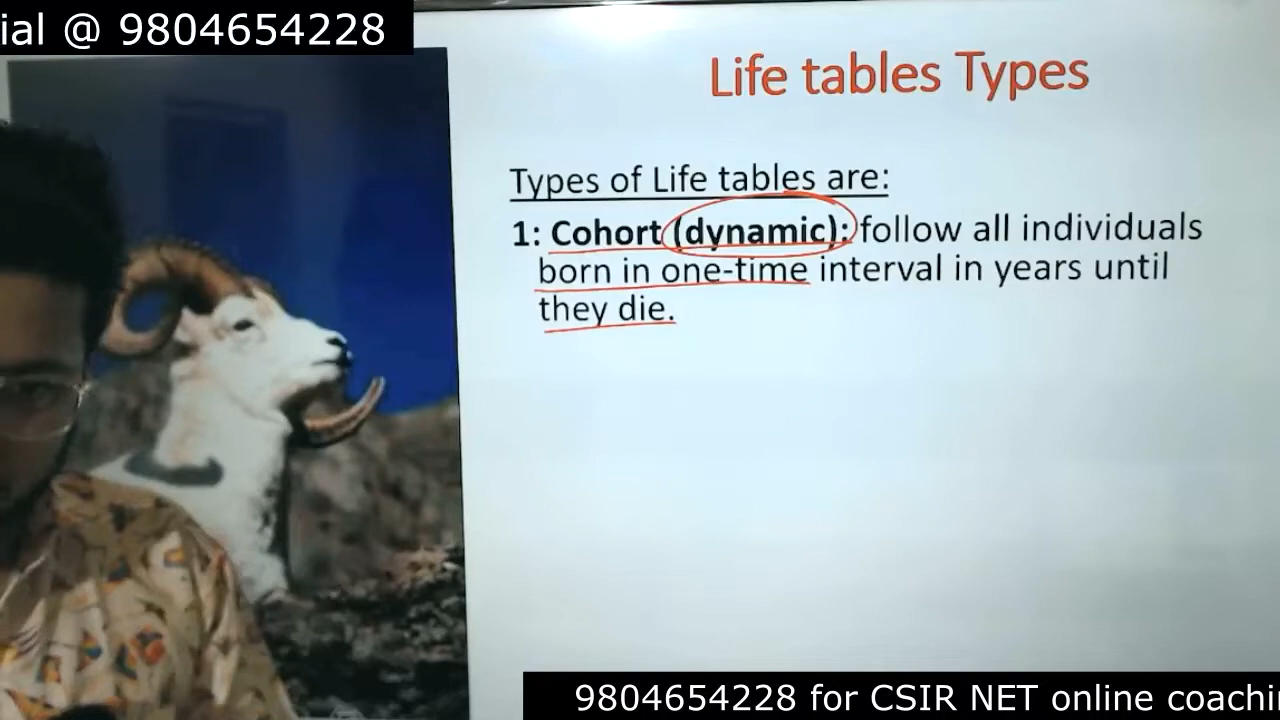 ial @ 9804654228
Life tables Types
Types of Life tables are:
1: Cohort (dynamic): follow all individuals
born in one-time interval in years until
they die.
9804654228 for CSIR NET online coachi